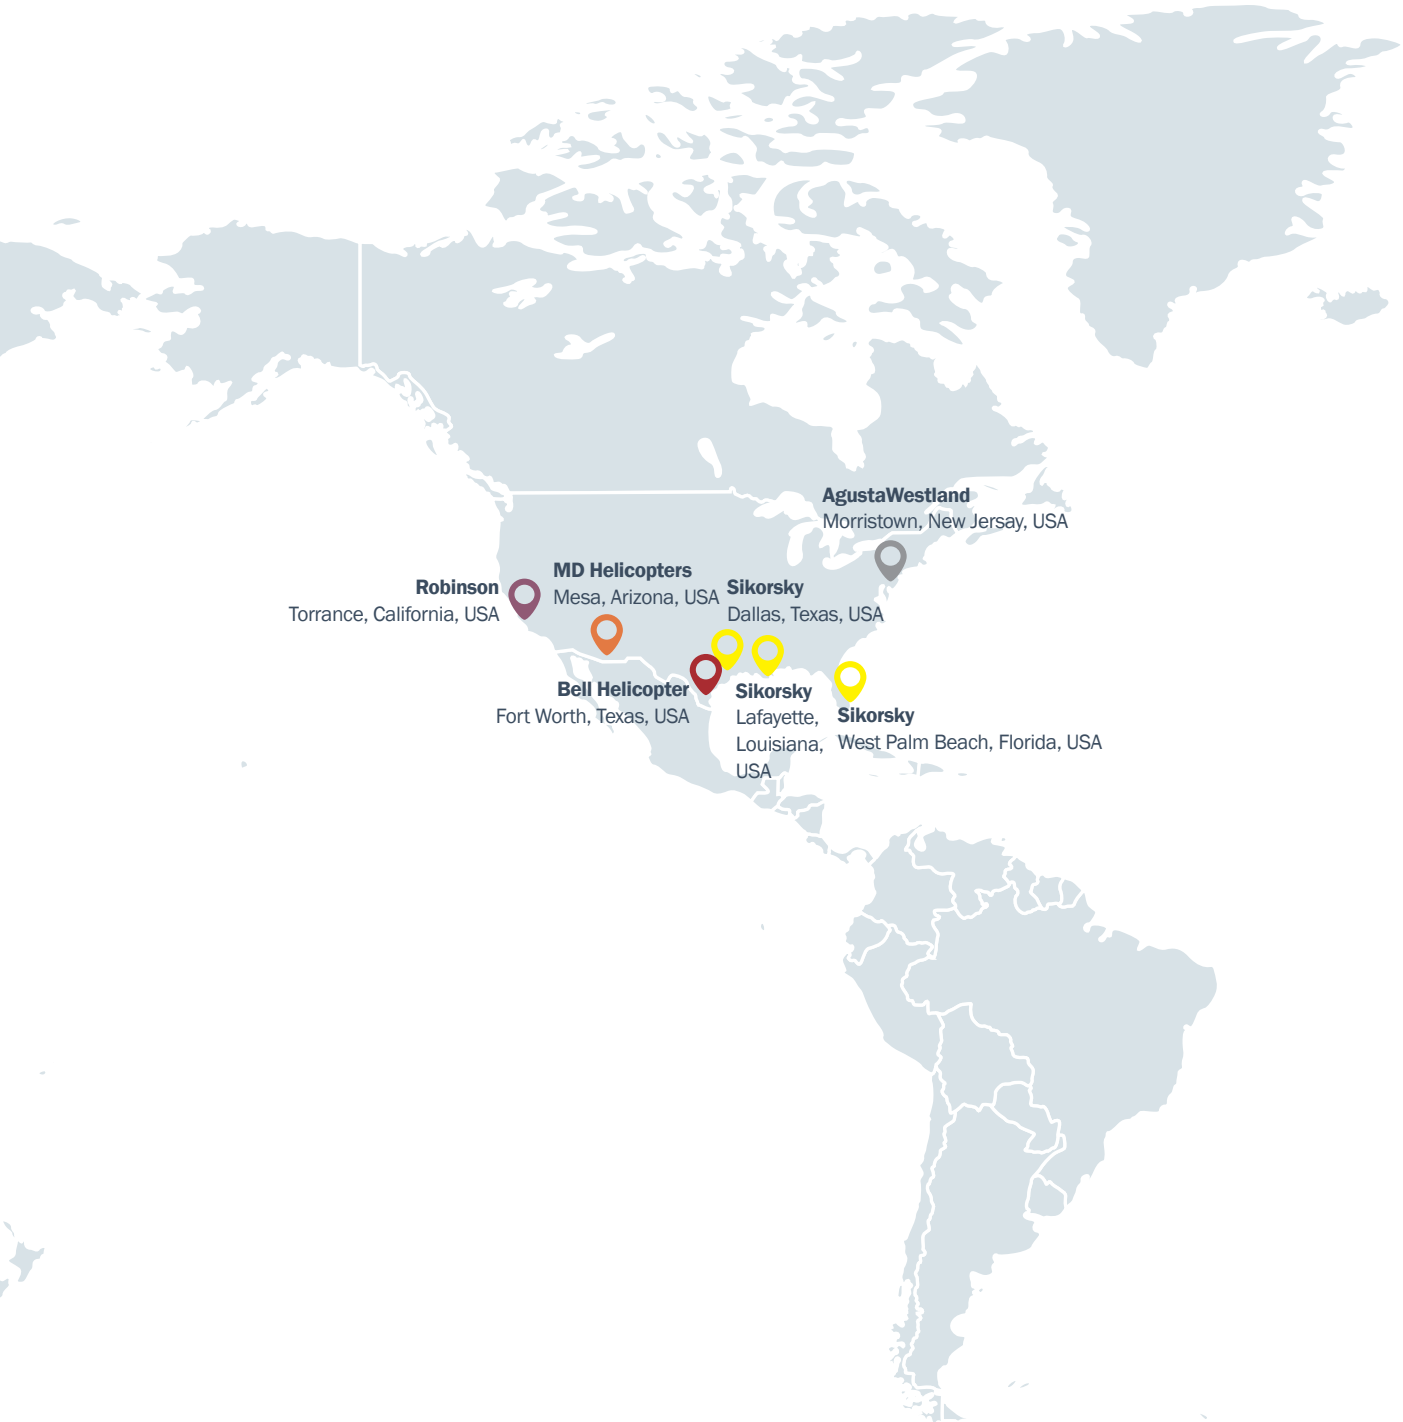 AgustaWestland
Morristown, New Jersay, USA
MD Helicopters
Mesa, Arizona, USA
Robinson
Torrance, California, USA
Sikorsky
Dallas, Texas, USA
Bell Helicopter
Fort Worth, Texas, USA
Sikorsky
Lafayette,
Louisiana,
USA
Sikorsky
West Palm Beach, Florida, USA